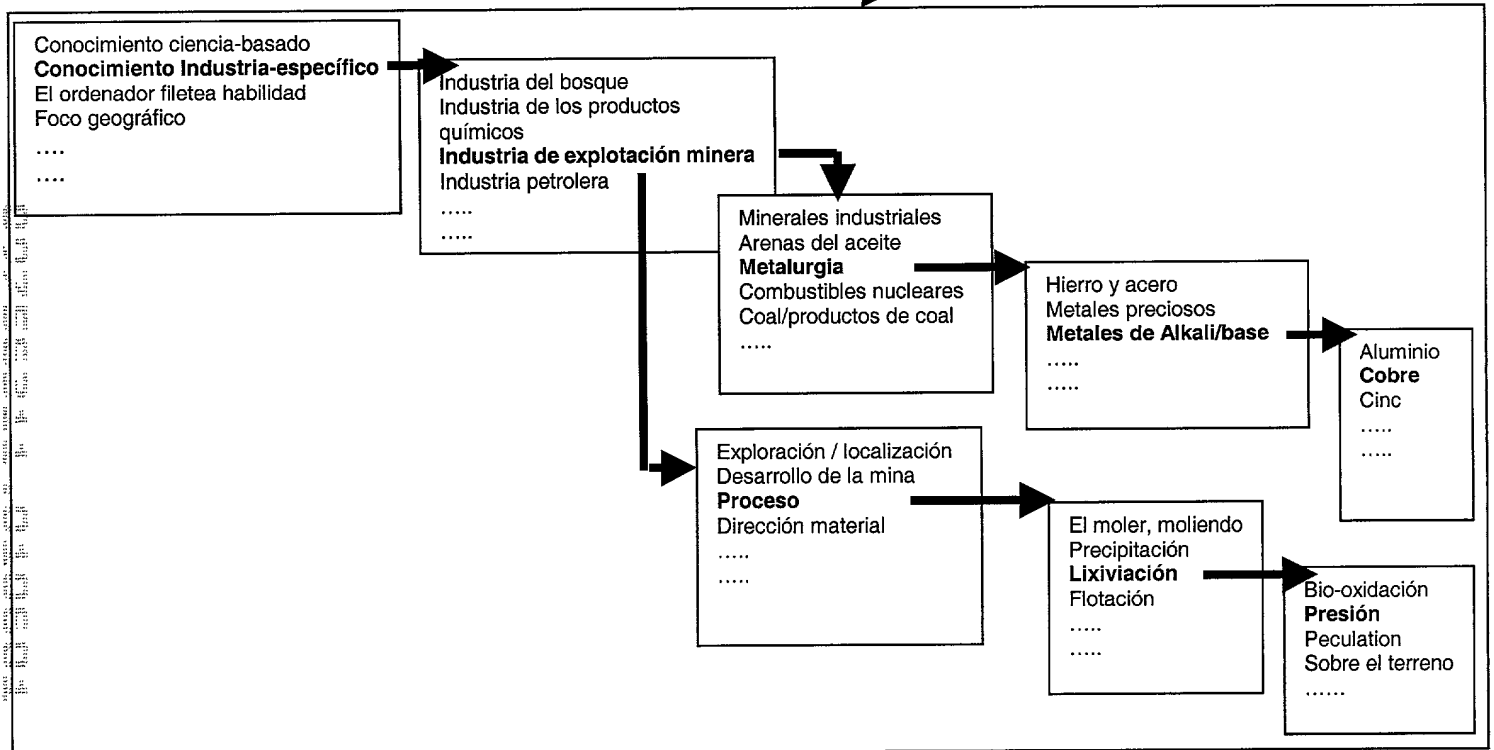 Conocimiento ciencia-basado
Conocimiento Industria-específico
El ordenador filetea habilidad
Foco geográfico
....
....
Industria del bosque
Industria de los productos
químicos
Industria de explotación minera
Industria petrolera
.....
.....
Minerales industriales
Arenas del aceite
Metalurgia
Combustibles nucleares
Coal/productos de coal
.....
Hierro y acero
Metales preciosos
Metales de Alkali/base
.....
.....
Aluminio
Cobre
Cinc
.....
.....
Exploración / localización
Desarrollo de la mina
Proceso
Dirección material
.....
.....
El moler, moliendo
Precipitación
Lixiviación
Flotación
.....
.....
Bio-oxidación
Presión
Peculation
Sobre el terreno
......